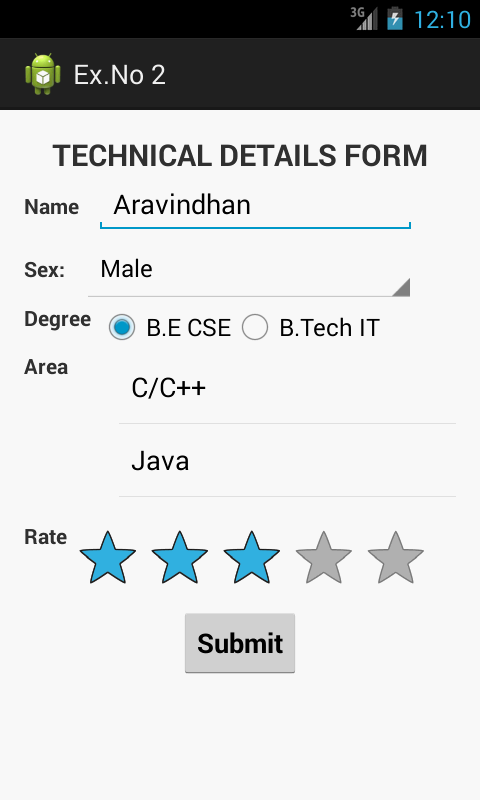 3G 12:10
Ex.No 2
TECHNICAL DETAILS FORM
Name Aravindhan
Sex: Male
Degree B.E CSE B.Tech IT
Area
C/C++
Java
Rate
Submit